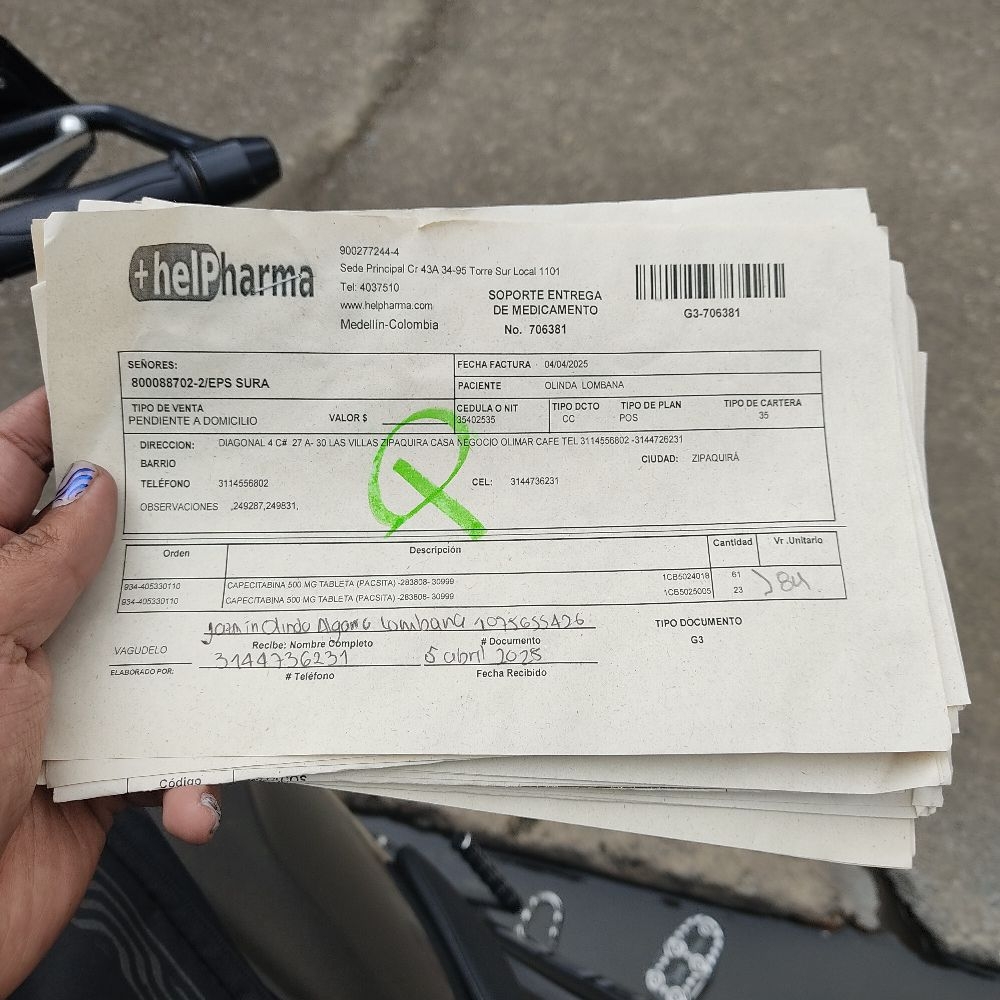 +helPharma
900277244-4
Sede Principal Cr 43A 34-95 Torre Sur Local 1101
Tel: 4037510
www.helpharma.com
Medellin-Colombia
SOPORTE ENTREGA
DE MEDICAMENTO
No. 706381
G3-706381
SEÑORES:
800088702-2/EPS SURA
FECHA FACTURA 04/04/2025
PACIENTE OLINDA LOMBANA
TIPO DE VENTA
PENDIENTE A DOMICILIO
VALOR $
CEDULA O NIT
35402535
TIPO DCTO
CC
TIPO DE PLAN
POS
TIPO DE CARTERA
35
DIRECCION: DIAGONAL 4 C# 27 A- 30 LAS VILLAS ZIPAQUIRA CASA NEGOCIO OLIMAR CAFE TEL 3114556802 -3144726231
BARRIO
CIUDAD: ZIPAQUIRÁ
TELÉFONO 3114556802
CEL: 3144736231
OBSERVACIONES ,249287,249831,
Orden Descripción Cantidad Vr .Unitario
934-405330110 CAPECITABINA 500 MG TABLETA (PACSITA) -283808- 30999 1CB5024019 61
934-405330110 CAPECITABINA 500 MG TABLETA (PACSITA) -283808- 30999 1CB5025005 23
84
Lombana 1075655426
Recibe: Nombre Completo # Documento
VAGUDELO
3144736231 5 abril 2025
ELABORADO POR:
# Teléfono Fecha Recibido
TIPO DOCUMENTO
G3
Código